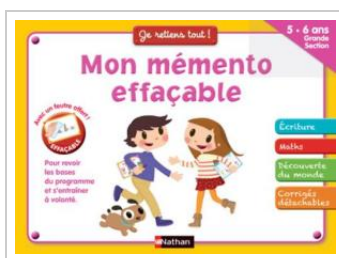 Je retiens tout !
5 - 6 ans
Grande
Section
Mon mémento
effaçable
Avec un feutre offert !
EFFAÇABLE
Pour revoir
les bases
du programme
et s'entraîner
à volonté.
Écriture
Maths
Découverte
du monde
Corrigés
détachables
Nathan